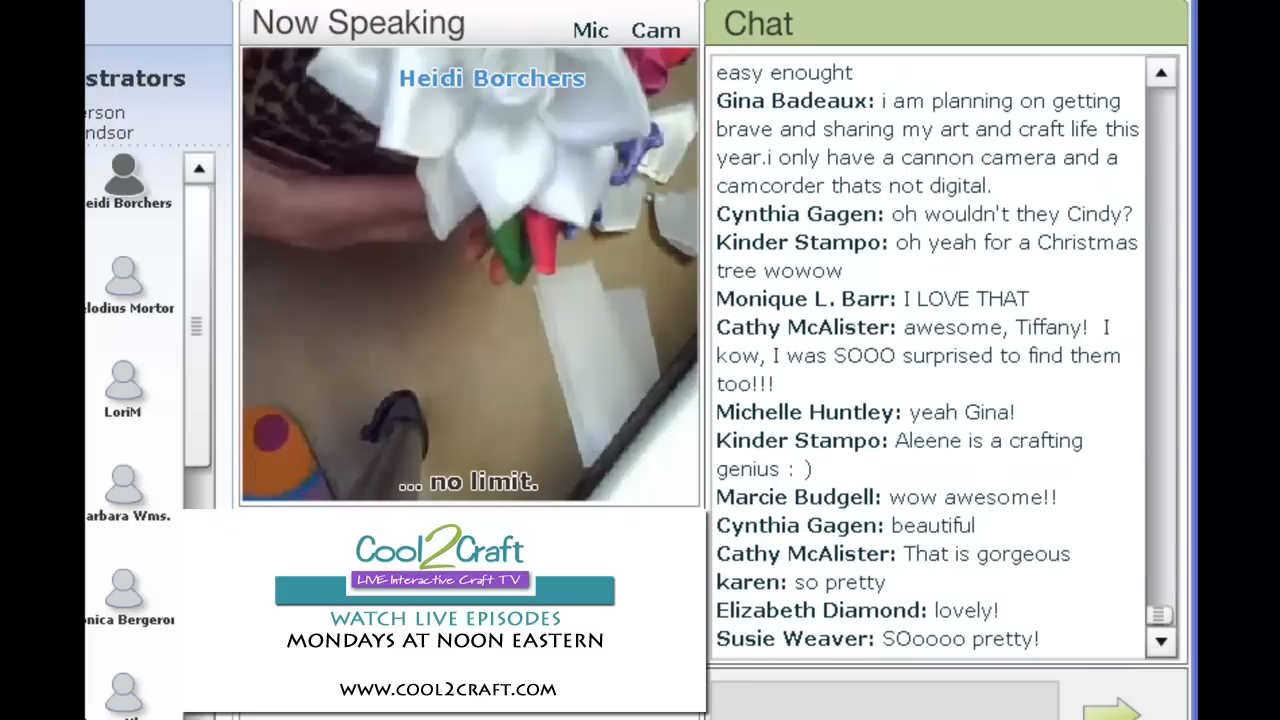 strators
erson
ndsor
eidi Borchers
elodius Mortor
LoriM
arbara Wms.
onica Bergeror
Now Speaking
Mic Cam
Heidi Borchers
... no limit.
Cool2Craft
LIVE Interactive Craft TV
WATCH LIVE EPISODES
MONDAYS AT NOON EASTERN
WWW.COOL2CRAFT.COM
Chat
easy enought
Gina Badeaux: i am planning on getting
brave and sharing my art and craft life this
year.i only have a cannon camera and a
camcorder thats not digital.
Cynthia Gagen: oh wouldn't they Cindy?
Kinder Stampo: oh yeah for a Christmas
tree wowow
Monique L. Barr: I LOVE THAT
Cathy McAlister: awesome, Tiffany! I
kow, I was SOOO surprised to find them
too!!!
Michelle Huntley: yeah Gina!
Kinder Stampo: Aleene is a crafting
genius : )
Marcie Budgell: wow awesome!!
Cynthia Gagen: beautiful
Cathy McAlister: That is gorgeous
karen: so pretty
Elizabeth Diamond: lovely!
Susie Weaver: SOoooo pretty!